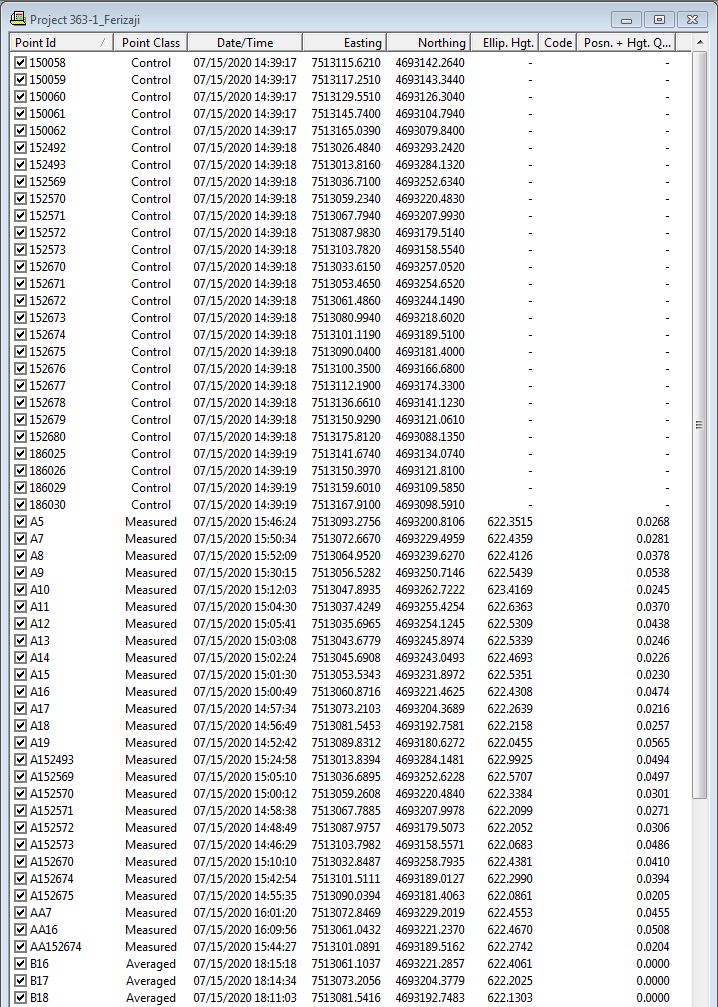 Project 363-1_Ferizaji
Point Id / Point Class Date/Time Easting Northing Ellip. Hgt. Code Posn. + Hgt. Q...
150058 Control 07/15/2020 14:39:17 7513115.6210 4693142.2640 - -
150059 Control 07/15/2020 14:39:17 7513117.2510 4693143.3440 - -
150060 Control 07/15/2020 14:39:17 7513129.5510 4693126.3040 - -
150061 Control 07/15/2020 14:39:17 7513145.7400 4693104.7940 - -
150062 Control 07/15/2020 14:39:17 7513165.0390 4693079.8400 - -
152492 Control 07/15/2020 14:39:18 7513026.4840 4693293.2420 - -
152493 Control 07/15/2020 14:39:18 7513013.8160 4693284.1320 - -
152569 Control 07/15/2020 14:39:18 7513036.7100 4693252.6340 - -
152570 Control 07/15/2020 14:39:18 7513059.2340 4693220.4830 - -
152571 Control 07/15/2020 14:39:18 7513067.7940 4693207.9930 - -
152572 Control 07/15/2020 14:39:18 7513087.9830 4693179.5140 - -
152573 Control 07/15/2020 14:39:18 7513103.7820 4693158.5540 - -
152670 Control 07/15/2020 14:39:18 7513033.6150 4693257.0520 - -
152671 Control 07/15/2020 14:39:18 7513053.4650 4693254.6520 - -
152672 Control 07/15/2020 14:39:18 7513061.4860 4693244.1490 - -
152673 Control 07/15/2020 14:39:18 7513080.9940 4693218.6020 - -
152674 Control 07/15/2020 14:39:18 7513101.1190 4693189.5100 - -
152675 Control 07/15/2020 14:39:18 7513090.0400 4693181.4000 - -
152676 Control 07/15/2020 14:39:18 7513100.3500 4693166.6800 - -
152677 Control 07/15/2020 14:39:18 7513112.1900 4693174.3300 - -
152678 Control 07/15/2020 14:39:18 7513136.6610 4693141.1230 - -
152679 Control 07/15/2020 14:39:18 7513150.9290 4693121.0610 - -
152680 Control 07/15/2020 14:39:18 7513175.8120 4693088.1350 - -
186025 Control 07/15/2020 14:39:19 7513141.6740 4693134.0740 - -
186026 Control 07/15/2020 14:39:19 7513150.3970 4693121.8100 - -
186029 Control 07/15/2020 14:39:19 7513159.6010 4693109.5850 - -
186030 Control 07/15/2020 14:39:19 7513167.9100 4693098.5910 - -
A5 Measured 07/15/2020 15:46:24 7513093.2756 4693200.8106 622.3515 0.0268
A7 Measured 07/15/2020 15:50:34 7513072.6670 4693229.4959 622.4359 0.0281
A8 Measured 07/15/2020 15:52:09 7513064.9520 4693239.6270 622.4126 0.0378
A9 Measured 07/15/2020 15:30:15 7513056.5282 4693250.7146 622.5439 0.0538
A10 Measured 07/15/2020 15:12:03 7513047.8935 4693262.7222 623.4169 0.0245
A11 Measured 07/15/2020 15:04:30 7513037.4249 4693255.4254 622.6363 0.0370
A12 Measured 07/15/2020 15:05:41 7513035.6965 4693254.1245 622.5309 0.0438
A13 Measured 07/15/2020 15:03:08 7513043.6779 4693245.8974 622.5339 0.0246
A14 Measured 07/15/2020 15:02:24 7513045.6908 4693243.0493 622.4693 0.0226
A15 Measured 07/15/2020 15:01:30 7513053.5343 4693231.8972 622.5351 0.0230
A16 Measured 07/15/2020 15:00:49 7513060.8716 4693221.4625 622.4308 0.0474
A17 Measured 07/15/2020 14:57:34 7513073.2103 4693204.3689 622.2639 0.0216
A18 Measured 07/15/2020 14:56:49 7513081.5453 4693192.7581 622.2158 0.0257
A19 Measured 07/15/2020 14:52:42 7513089.8312 4693180.6272 622.0455 0.0565
A152493 Measured 07/15/2020 15:24:58 7513013.8394 4693284.1481 622.9925 0.0494
A152569 Measured 07/15/2020 15:05:10 7513036.6895 4693252.6228 622.5707 0.0497
A152570 Measured 07/15/2020 15:00:12 7513059.2608 4693220.4840 622.3384 0.0301
A152571 Measured 07/15/2020 14:58:38 7513067.7885 4693207.9978 622.2099 0.0271
A152572 Measured 07/15/2020 14:48:49 7513087.9757 4693179.5073 622.2052 0.0306
A152573 Measured 07/15/2020 14:46:29 7513103.7982 4693158.5571 622.0683 0.0486
A152670 Measured 07/15/2020 15:10:10 7513032.8487 4693258.7935 622.4381 0.0410
A152674 Measured 07/15/2020 15:42:54 7513101.5111 4693189.0127 622.2990 0.0394
A152675 Measured 07/15/2020 14:55:35 7513090.0394 4693181.4063 622.0861 0.0205
AA7 Measured 07/15/2020 16:01:20 7513072.8469 4693229.2019 622.4553 0.0455
AA16 Measured 07/15/2020 16:09:56 7513061.0432 4693221.2370 622.4670 0.0508
AA152674 Measured 07/15/2020 15:44:27 7513101.0891 4693189.5162 622.2742 0.0204
B16 Averaged 07/15/2020 18:15:18 7513061.1037 4693221.2857 622.4061 0.0000
B17 Averaged 07/15/2020 18:14:34 7513073.2056 4693204.3779 622.2025 0.0000
B18 Averaged 07/15/2020 18:11:03 7513081.5416 4693192.7483 622.1303 0.0000